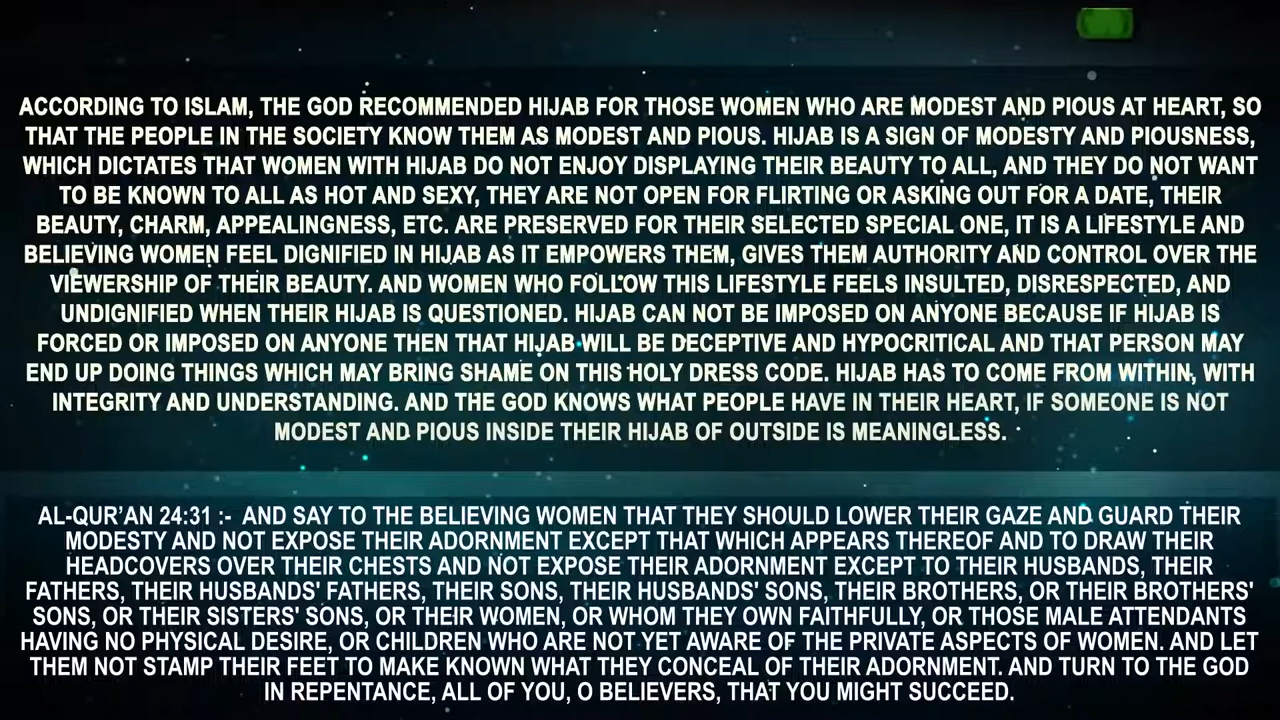 ACCORDING TO ISLAM, THE GOD RECOMMENDED HIJAB FOR THOSE WOMEN WHO ARE MODEST AND PIOUS AT HEART, SO
THAT THE PEOPLE IN THE SOCIETY KNOW THEM AS MODEST AND PIOUS. HIJAB IS A SIGN OF MODESTY AND PIOUSNESS,
WHICH DICTATES THAT WOMEN WITH HIJAB DO NOT ENJOY DISPLAYING THEIR BEAUTY TO ALL, AND THEY DO NOT WANT
TO BE KNOWN TO ALL AS HOT AND SEXY, THEY ARE NOT OPEN FOR FLIRTING OR ASKING OUT FOR A DATE, THEIR
BEAUTY, CHARM, APPEALINGNESS, ETC. ARE PRESERVED FOR THEIR SELECTED SPECIAL ONE, IT IS A LIFESTYLE AND
BELIEVING WOMEN FEEL DIGNIFIED IN HIJAB AS IT EMPOWERS THEM, GIVES THEM AUTHORITY AND CONTROL OVER THE
VIEWERSHIP OF THEIR BEAUTY. AND WOMEN WHO FOLLOW THIS LIFESTYLE FEELS INSULTED, DISRESPECTED, AND
UNDIGNIFIED WHEN THEIR HIJAB IS QUESTIONED. HIJAB CAN NOT BE IMPOSED ON ANYONE BECAUSE IF HIJAB IS
FORCED OR IMPOSED ON ANYONE THEN THAT HIJAB WILL BE DECEPTIVE AND HYPOCRITICAL AND THAT PERSON MAY
END UP DOING THINGS WHICH MAY BRING SHAME ON THIS HOLY DRESS CODE. HIJAB HAS TO COME FROM WITHIN, WITH
INTEGRITY AND UNDERSTANDING. AND THE GOD KNOWS WHAT PEOPLE HAVE IN THEIR HEART, IF SOMEONE IS NOT
MODEST AND PIOUS INSIDE THEIR HIJAB OF OUTSIDE IS MEANINGLESS.
AL-QUR’AN 24:31 :- AND SAY TO THE BELIEVING WOMEN THAT THEY SHOULD LOWER THEIR GAZE AND GUARD THEIR
MODESTY AND NOT EXPOSE THEIR ADORNMENT EXCEPT THAT WHICH APPEARS THEREOF AND TO DRAW THEIR
HEADCOVERS OVER THEIR CHESTS AND NOT EXPOSE THEIR ADORNMENT EXCEPT TO THEIR HUSBANDS, THEIR
FATHERS, THEIR HUSBANDS' FATHERS, THEIR SONS, THEIR HUSBANDS' SONS, THEIR BROTHERS, OR THEIR BROTHERS'
SONS, OR THEIR SISTERS' SONS, OR THEIR WOMEN, OR WHOM THEY OWN FAITHFULLY, OR THOSE MALE ATTENDANTS
HAVING NO PHYSICAL DESIRE, OR CHILDREN WHO ARE NOT YET AWARE OF THE PRIVATE ASPECTS OF WOMEN. AND LET
THEM NOT STAMP THEIR FEET TO MAKE KNOWN WHAT THEY CONCEAL OF THEIR ADORNMENT. AND TURN TO THE GOD
IN REPENTANCE, ALL OF YOU, O BELIEVERS, THAT YOU MIGHT SUCCEED.